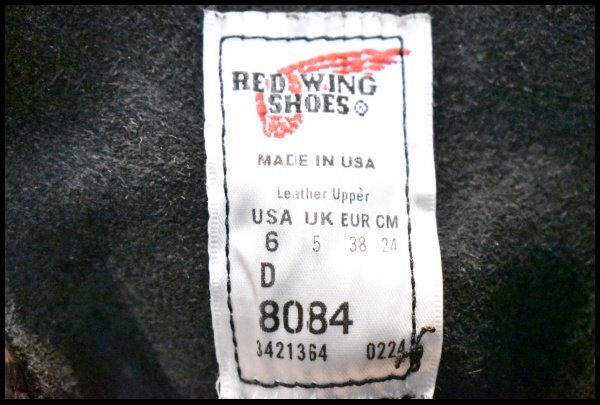 RED WING
SHOES®
MADE IN USA
Leather Upper
USA UK EUR CM
6 5 38 24
D
8084
3421364 0224